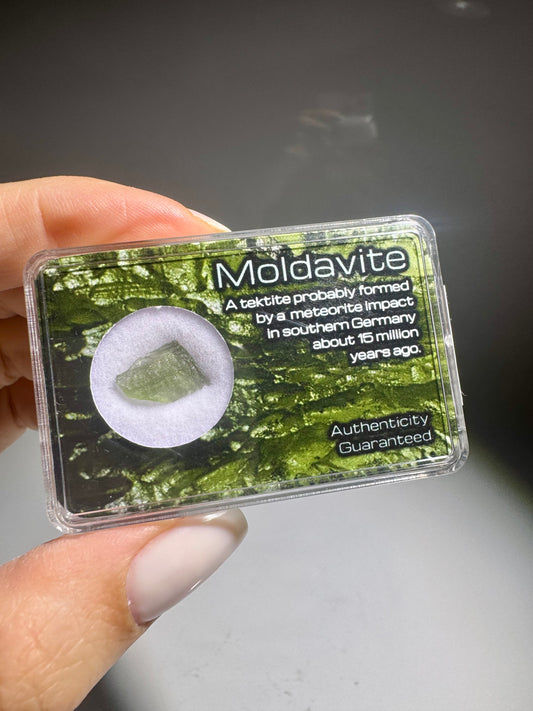 Moldavite
A tektite probably formed
by a meteorite impact
in southern Germany
about 15 million
years ago.
Authenticity
Guaranteed